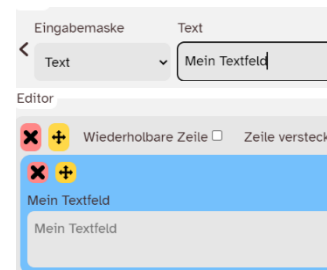 Eingabemaske Text
Text Mein Textfeld
Editor
Wiederholbare Zeile Zeile versteck
Mein Textfeld
Mein Textfeld